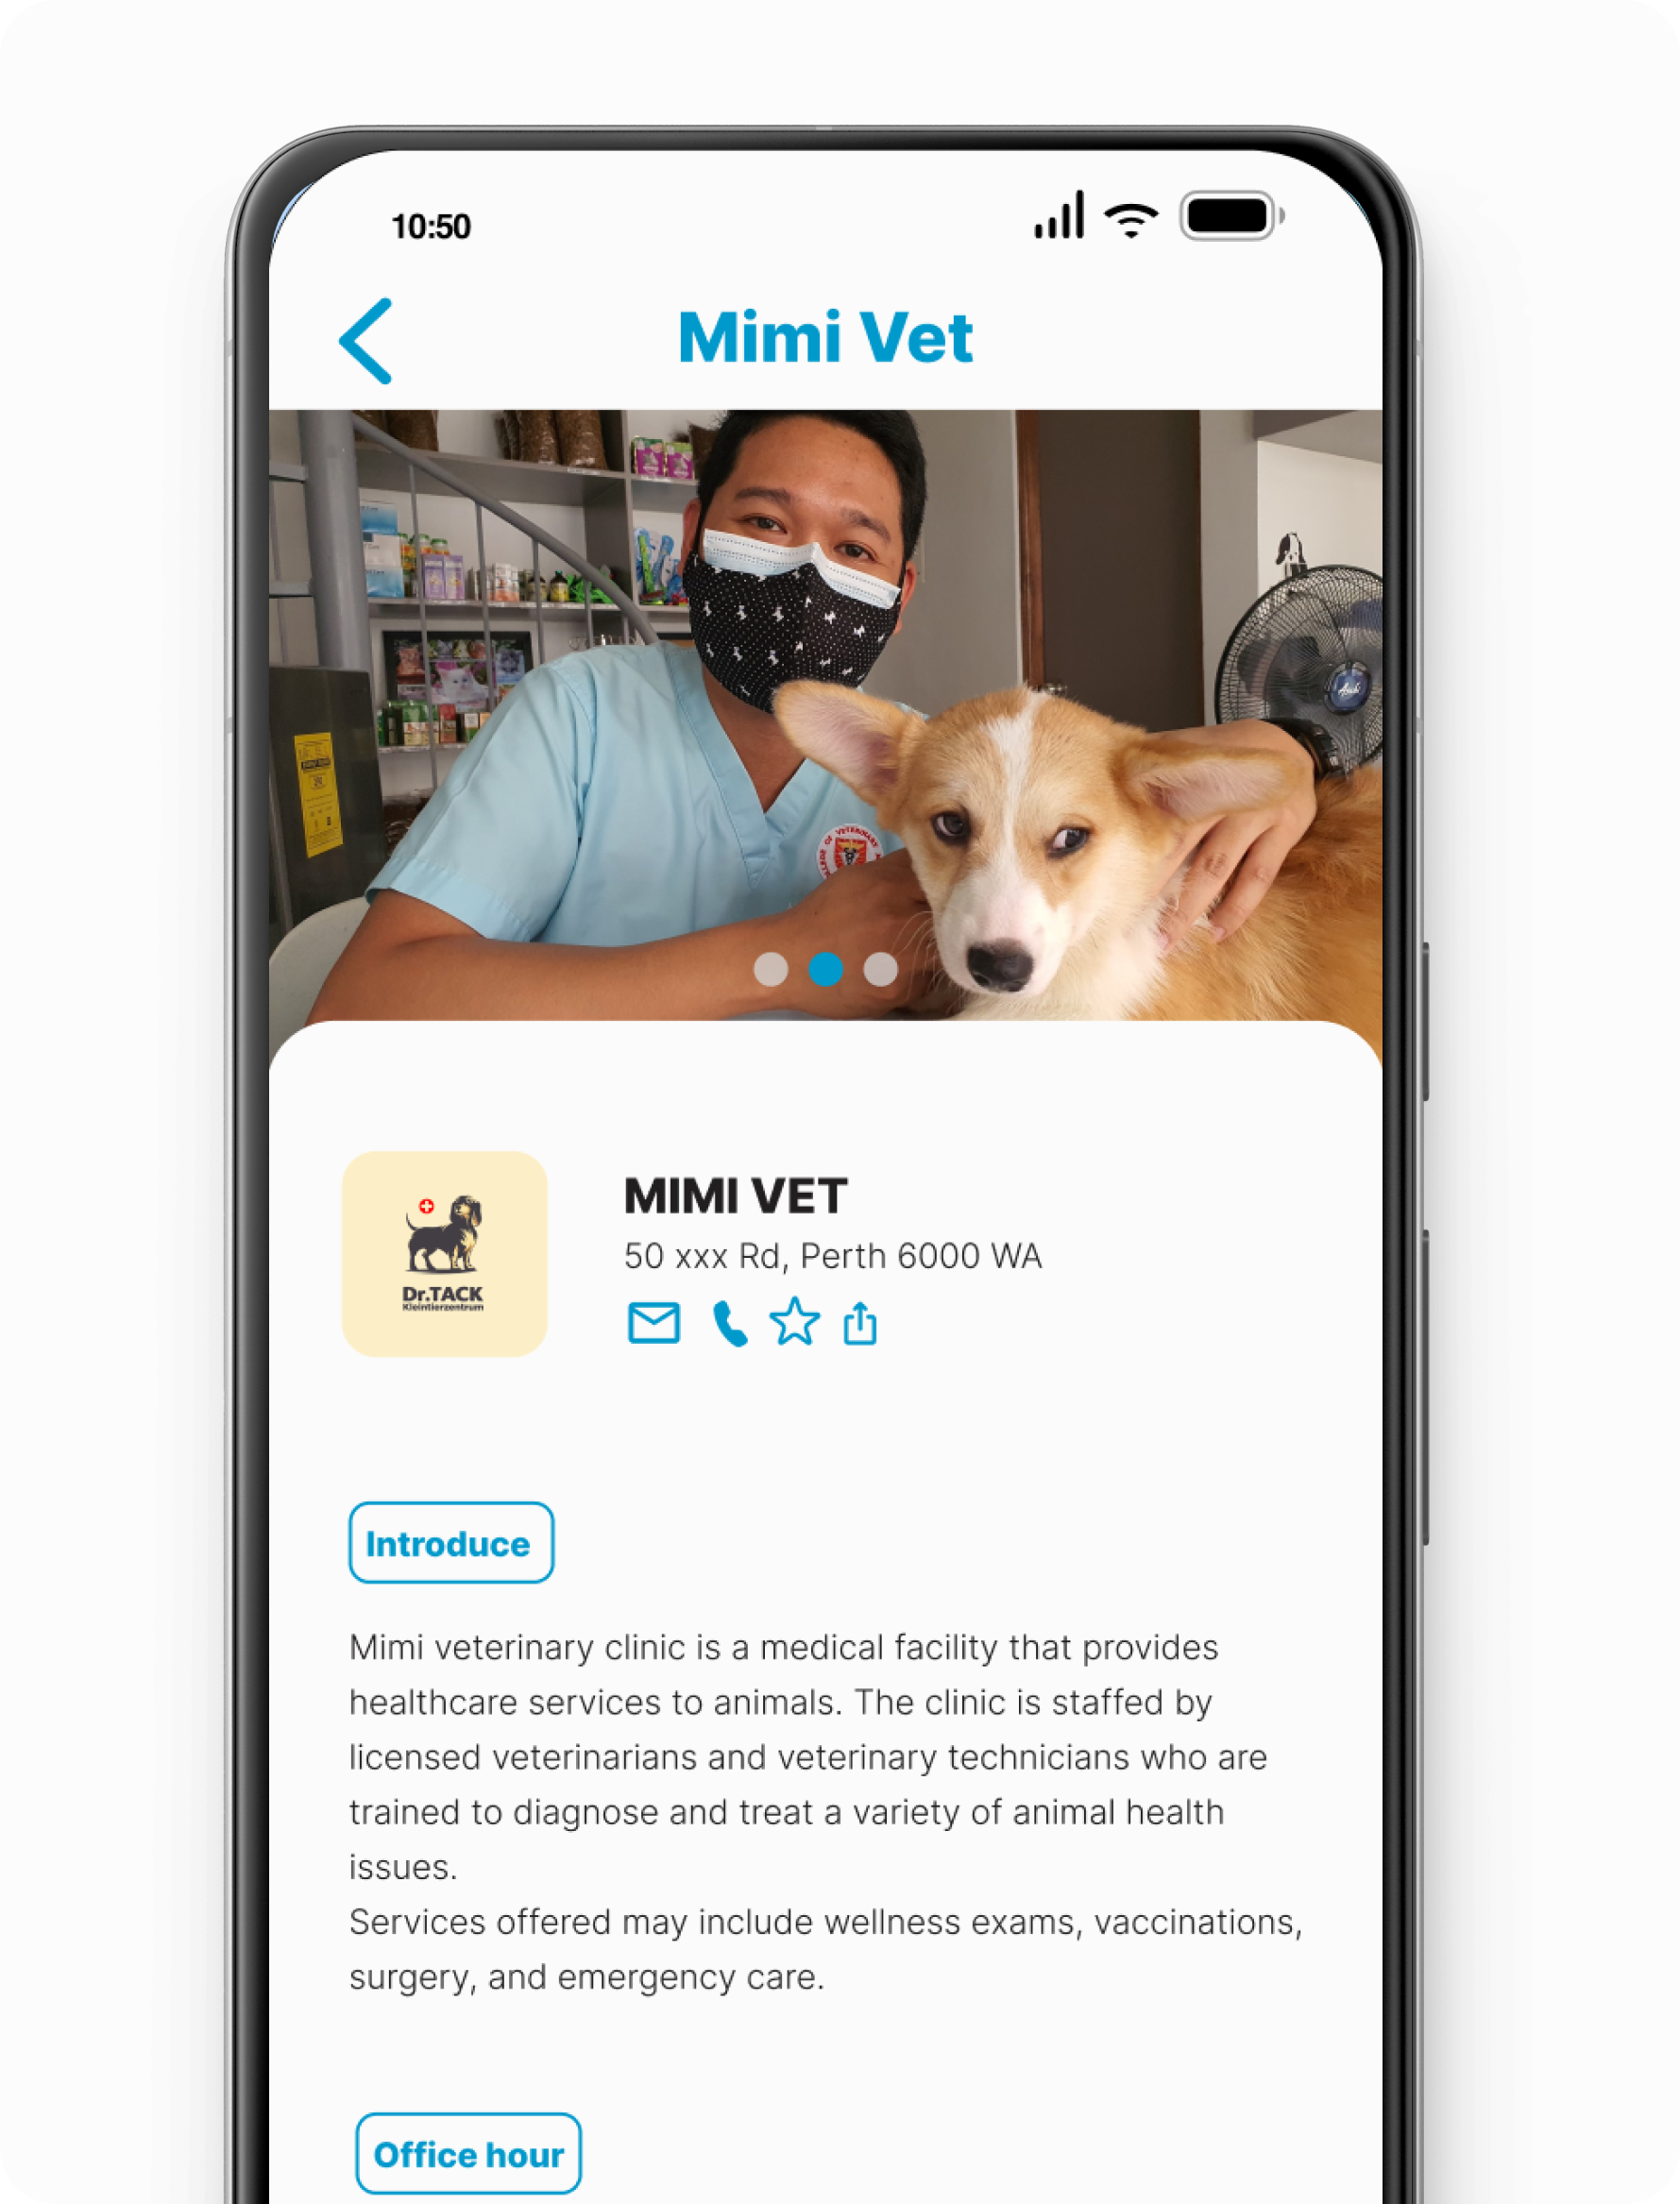 10:50
Mimi Vet
MIMI VET
50 xxx Rd, Perth 6000 WA
Dr.TACK
Kleintierzentrum
Introduce
Mimi veterinary clinic is a medical facility that provides
healthcare services to animals. The clinic is staffed by
licensed veterinarians and veterinary technicians who are
trained to diagnose and treat a variety of animal health
issues.
Services offered may include wellness exams, vaccinations,
surgery, and emergency care.
Office hour